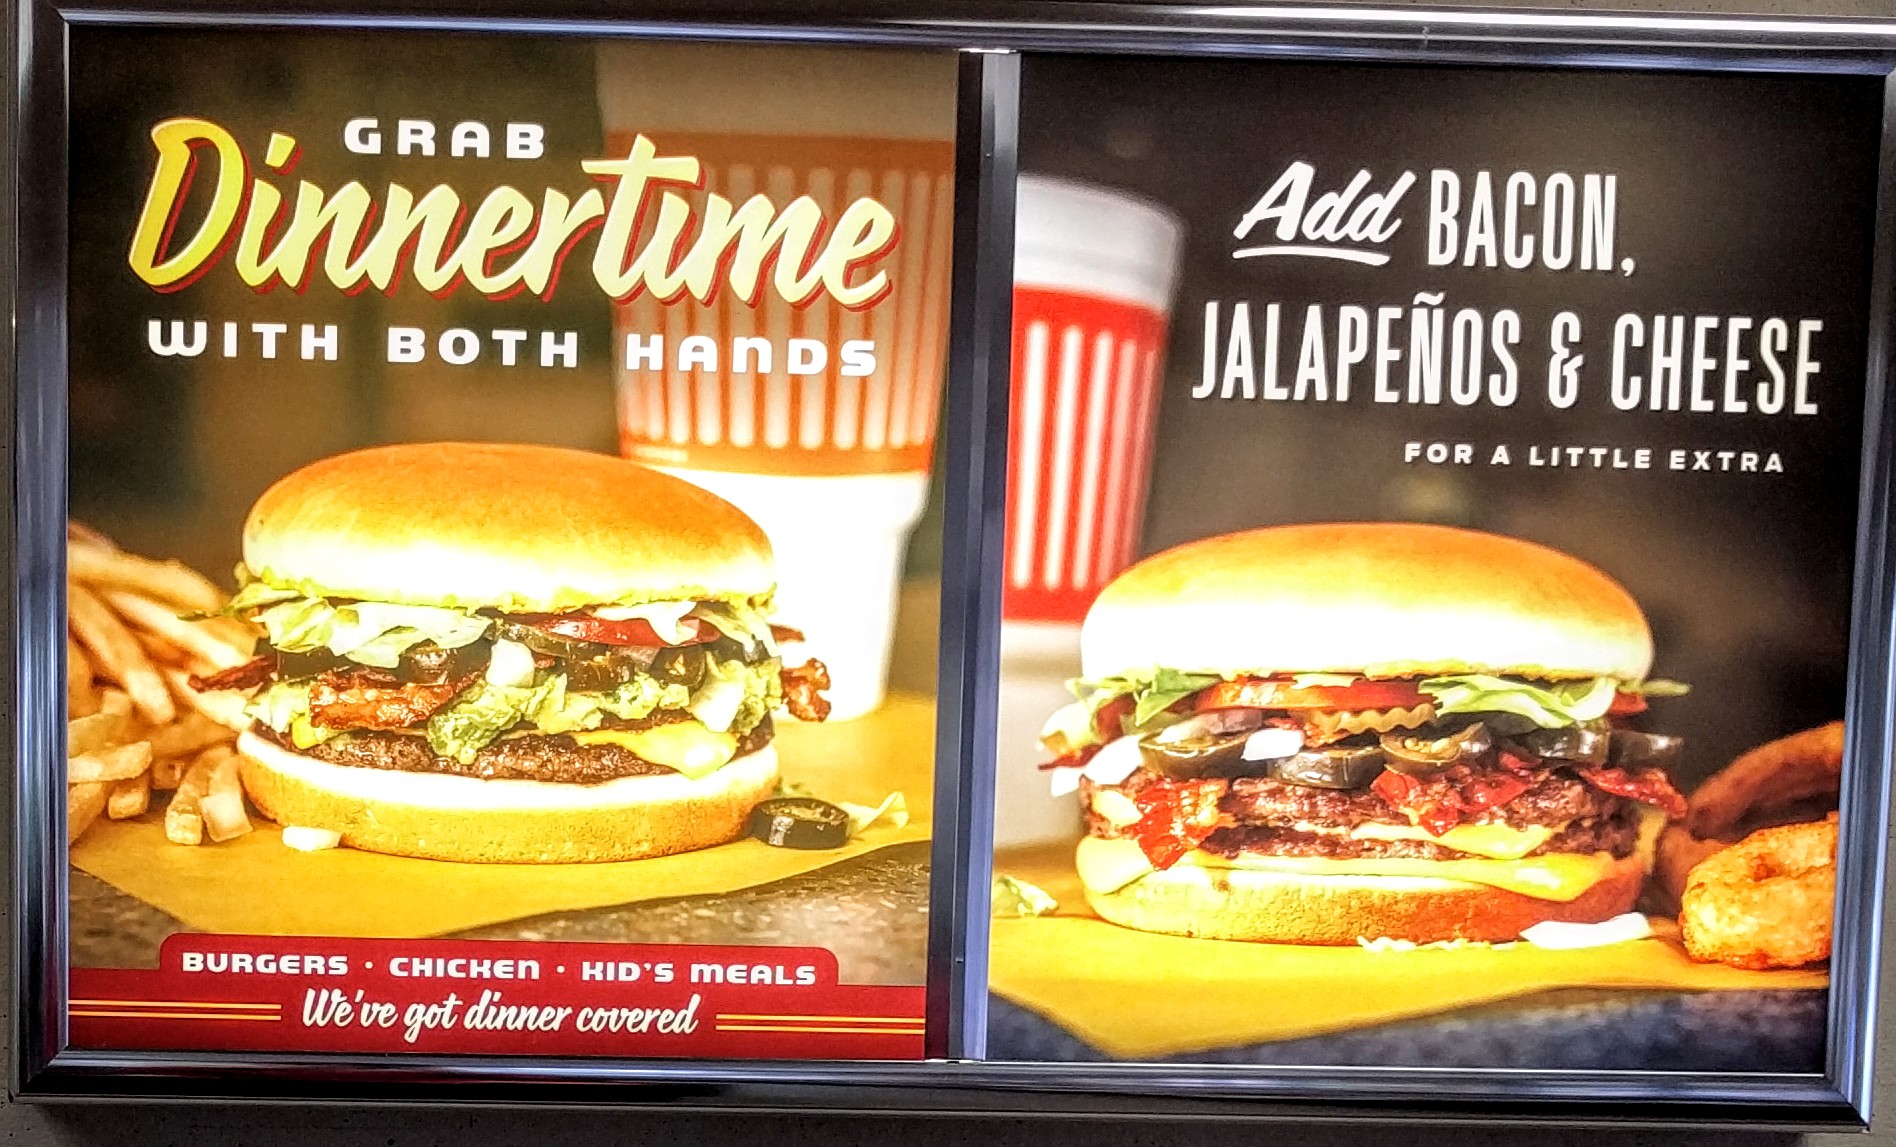 GRAB
Dinnertime
WITH BOTH HANDS
BURGERS · CHICKEN · KID'S MEALS
We've got dinner covered
Add BACON,
JALAPEÑOS & CHEESE
FOR A LITTLE EXTRA